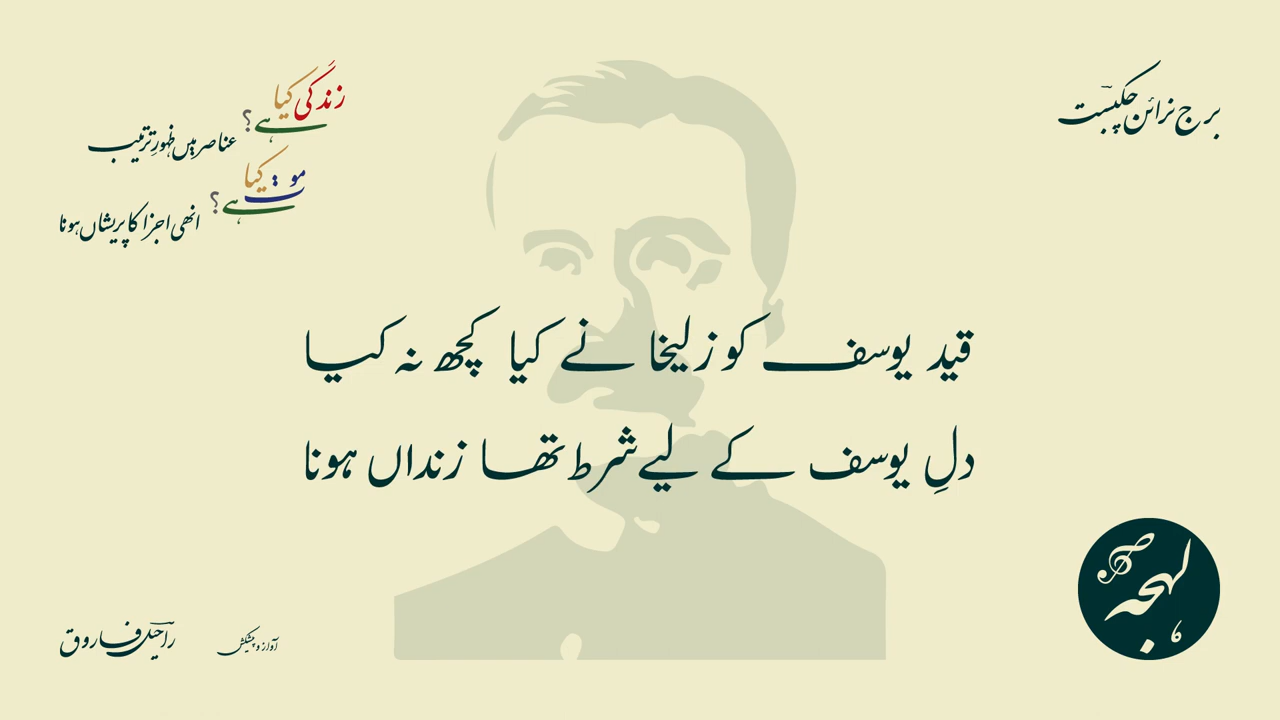 برج نرائن چکبستؔ
زندگی کیا
ہے؟
عناصر میں ظہورِ ترتیب
موت کیا
ہے؟
انھی اجزا کا پریشاں ہونا
قید یوسف کو زلیخا نے کیا کچھ نہ کیا
دلِ یوسف کے لیے شرط تھا زنداں ہونا
لہجہ
آواز و پیشکش
راحیلؔ فاروق